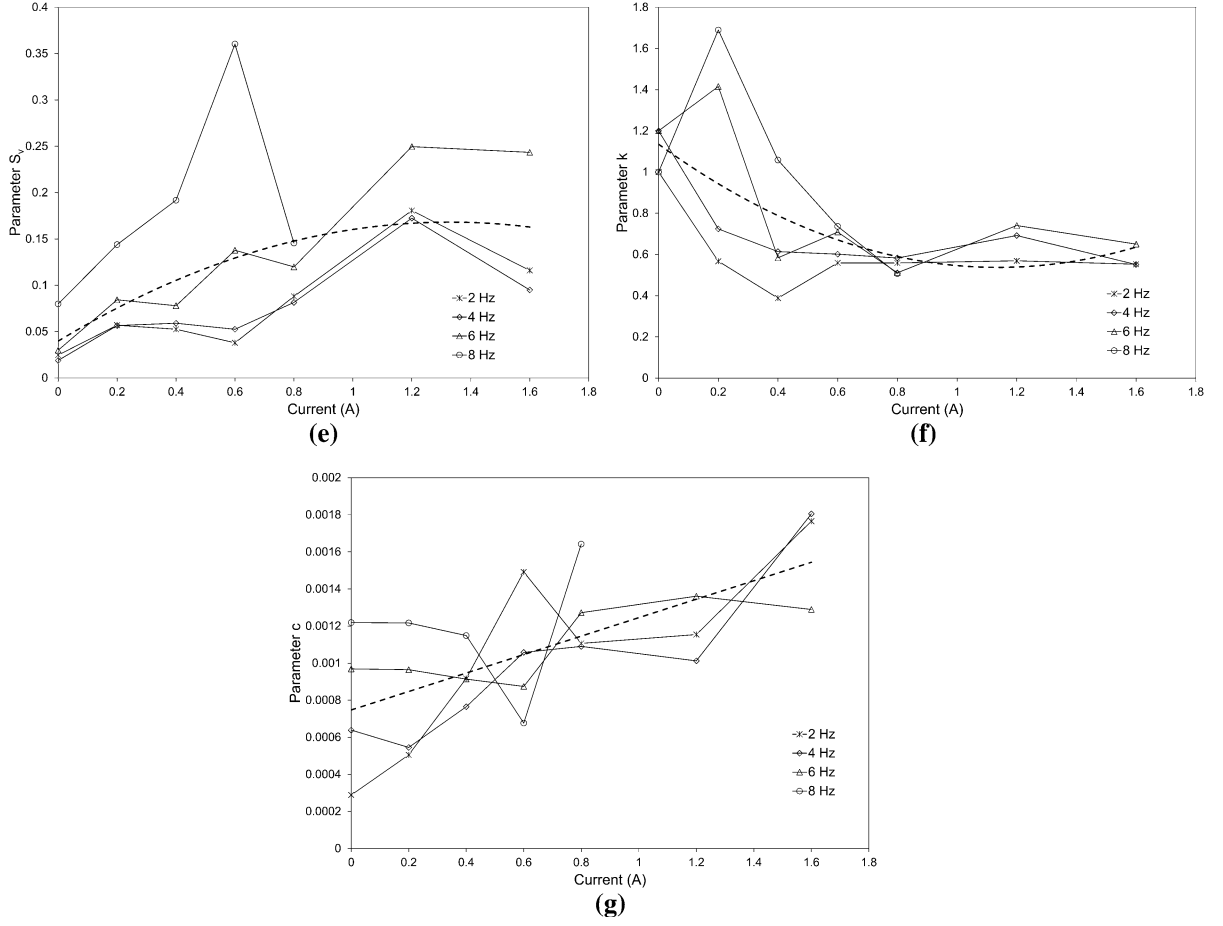 0.4
0.35
0.3
0.25
0.2
0.15
0.1
0.05
0
Parameter Sv
0 0.2 0.4 0.6 0.8 1 1.2 1.4 1.6 1.8
Current (A)
2 Hz
4 Hz
6 Hz
8 Hz
(e)
1.8
1.6
1.4
1.2
1
0.8
0.6
0.4
0.2
0
Parameter k
0 0.2 0.4 0.6 0.8 1 1.2 1.4 1.6 1.8
Current (A)
2 Hz
4 Hz
6 Hz
8 Hz
(f)
0.002
0.0018
0.0016
0.0014
0.0012
0.001
0.0008
0.0006
0.0004
0.0002
0
Parameter c
0 0.2 0.4 0.6 0.8 1 1.2 1.4 1.6 1.8
Current (A)
2 Hz
4 Hz
6 Hz
8 Hz
(g)